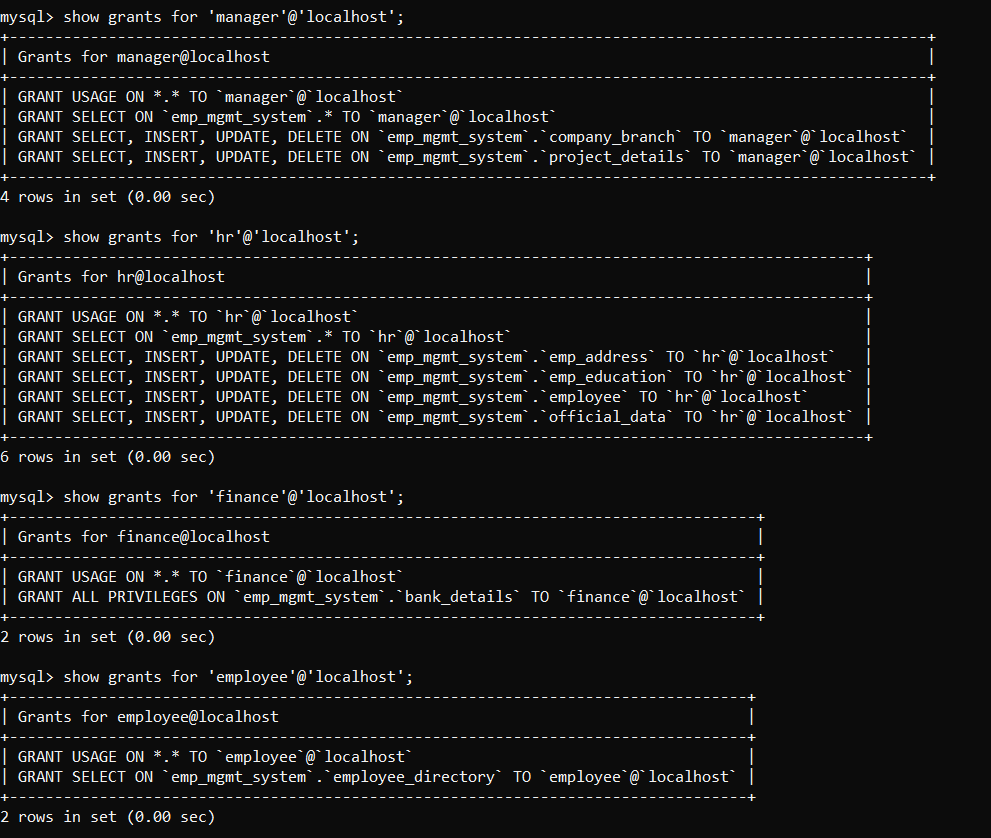 mysql> show grants for 'manager'@'localhost';
+-------------------------------------------------------------------------------------------------------+
| Grants for manager@localhost                                                                          |
+-------------------------------------------------------------------------------------------------------+
| GRANT USAGE ON *.* TO `manager`@`localhost`                                                           |
| GRANT SELECT ON `emp_mgmt_system`.* TO `manager`@`localhost`                                          |
| GRANT SELECT, INSERT, UPDATE, DELETE ON `emp_mgmt_system`.`company_branch` TO `manager`@`localhost`   |
| GRANT SELECT, INSERT, UPDATE, DELETE ON `emp_mgmt_system`.`project_details` TO `manager`@`localhost`  |
+-------------------------------------------------------------------------------------------------------+
4 rows in set (0.00 sec)
mysql> show grants for 'hr'@'localhost';
+------------------------------------------------------------------------------------------------+
| Grants for hr@localhost                                                                        |
+------------------------------------------------------------------------------------------------+
| GRANT USAGE ON *.* TO `hr`@`localhost`                                                         |
| GRANT SELECT ON `emp_mgmt_system`.* TO `hr`@`localhost`                                        |
| GRANT SELECT, INSERT, UPDATE, DELETE ON `emp_mgmt_system`.`emp_address` TO `hr`@`localhost`    |
| GRANT SELECT, INSERT, UPDATE, DELETE ON `emp_mgmt_system`.`emp_education` TO `hr`@`localhost`  |
| GRANT SELECT, INSERT, UPDATE, DELETE ON `emp_mgmt_system`.`employee` TO `hr`@`localhost`       |
| GRANT SELECT, INSERT, UPDATE, DELETE ON `emp_mgmt_system`.`official_data` TO `hr`@`localhost`  |
+------------------------------------------------------------------------------------------------+
6 rows in set (0.00 sec)
mysql> show grants for 'finance'@'localhost';
+------------------------------------------------------------------------------------+
| Grants for finance@localhost                                                       |
+------------------------------------------------------------------------------------+
| GRANT USAGE ON *.* TO `finance`@`localhost`                                        |
| GRANT ALL PRIVILEGES ON `emp_mgmt_system`.`bank_details` TO `finance`@`localhost`  |
+------------------------------------------------------------------------------------+
2 rows in set (0.00 sec)
mysql> show grants for 'employee'@'localhost';
+-----------------------------------------------------------------------------------+
| Grants for employee@localhost                                                     |
+-----------------------------------------------------------------------------------+
| GRANT USAGE ON *.* TO `employee`@`localhost`                                      |
| GRANT SELECT ON `emp_mgmt_system`.`employee_directory` TO `employee`@`localhost`  |
+-----------------------------------------------------------------------------------+
2 rows in set (0.00 sec)